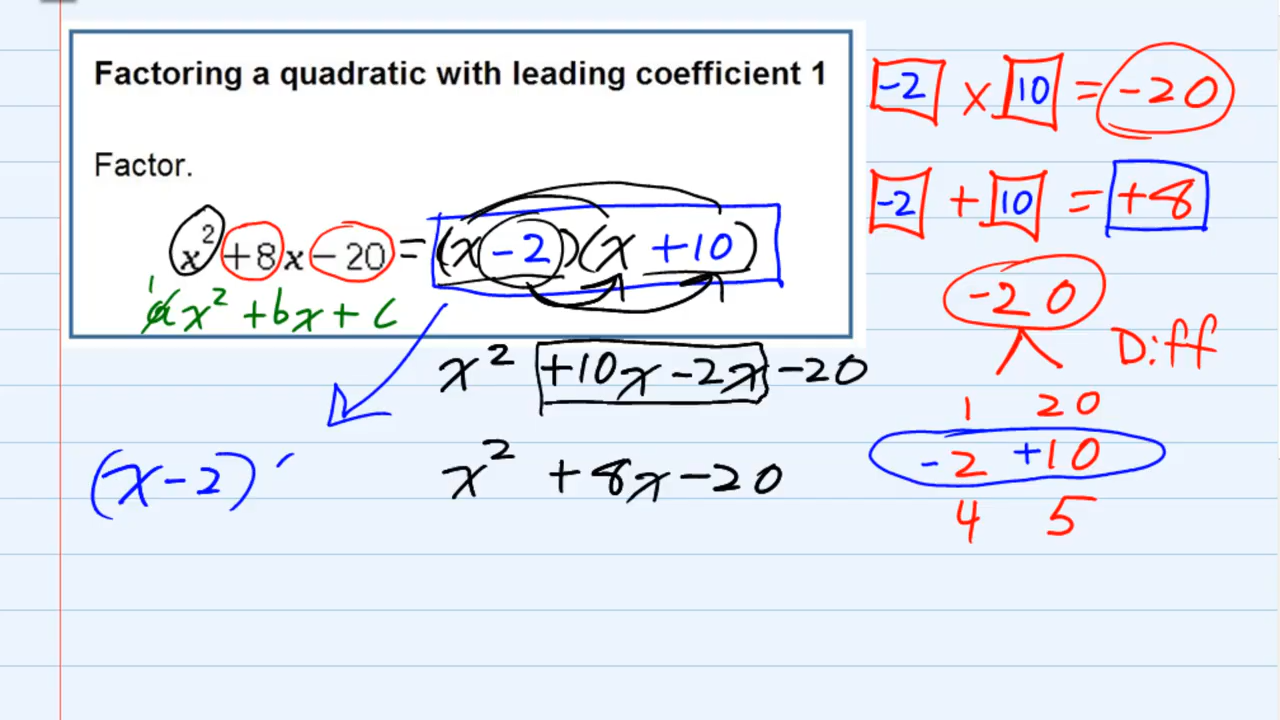 Factoring a quadratic with leading coefficient 1
Factor.
x² +8x −20 = (x −2)(x +10)
1
ax² +bx + c
x² +10x −2x −20
x² +8x −20
(x −2) (
-2 × 10 = -20
-2 + 10 = +8
-20
Diff
1 20
-2 +10
4 5